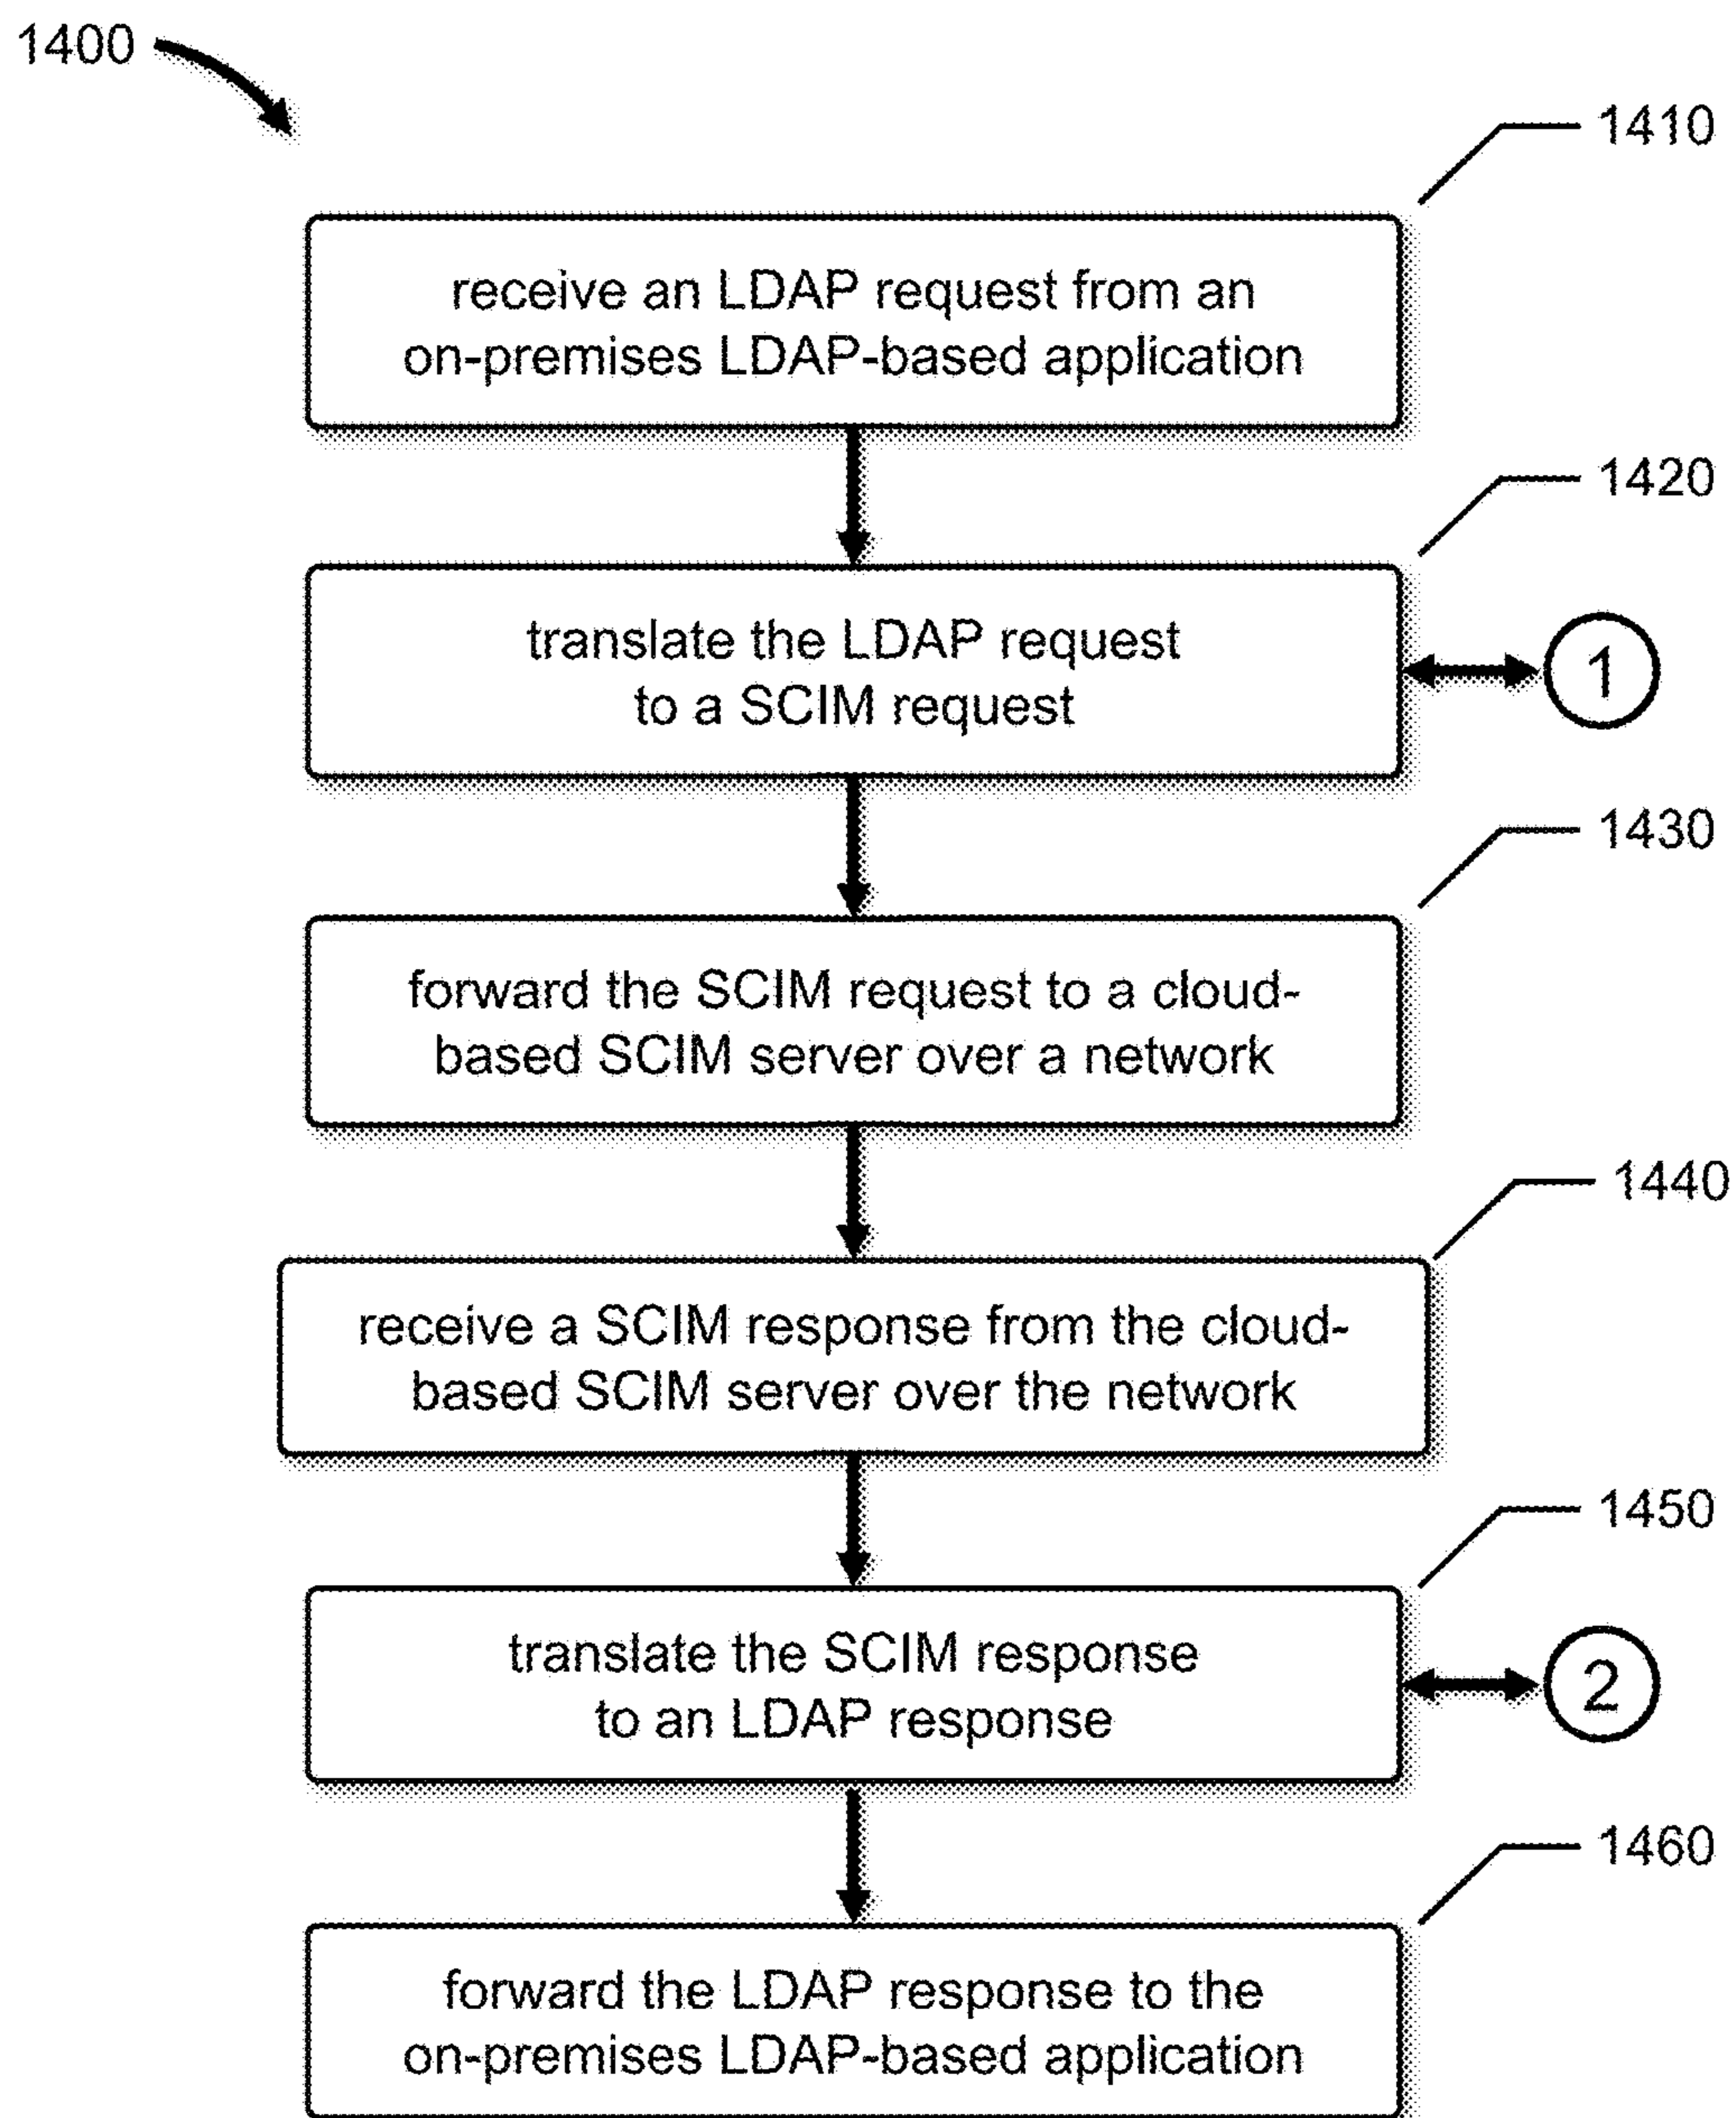 1400
1410
receive an LDAP request from an
on-premises LDAP-based application
1420
translate the LDAP request
to a SCIM request
1
1430
forward the SCIM request to a cloud-
based SCIM server over a network
1440
receive a SCIM response from the cloud-
based SCIM server over the network
1450
translate the SCIM response
to an LDAP response
2
1460
forward the LDAP response to the
on-premises LDAP-based application